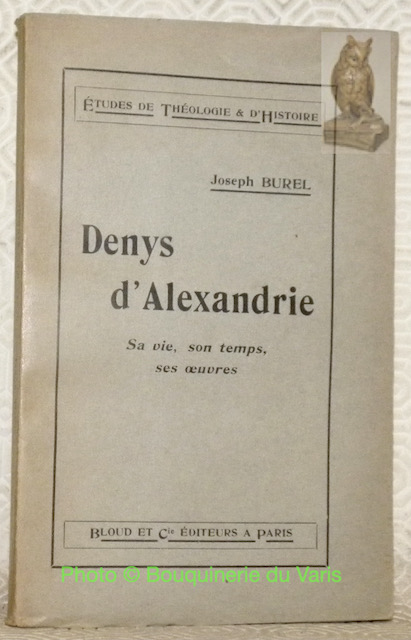 ÉTUDES DE THÉOLOGIE & D'HISTOIRE
Joseph BUREL
Denys
d'Alexandrie
Sa vie, son temps,
ses œuvres
BLOUD ET Cie ÉDITEURS A PARIS
Photo © Bouquinerie du Varis